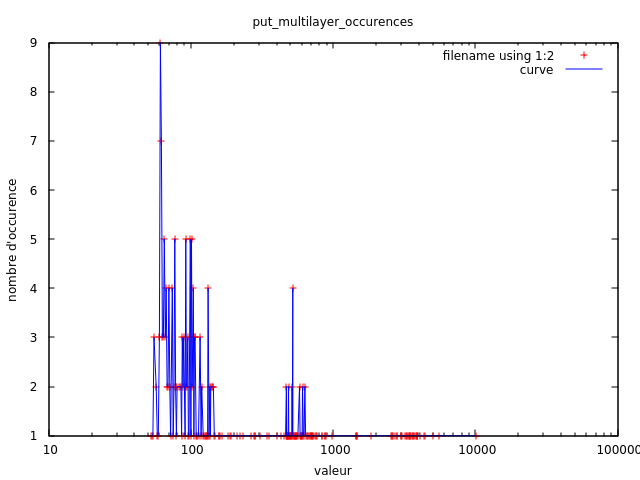 put_multilayer_occurences
9
8
7
6
5
4
3
2
1
10
100
1000
10000
100000
nombre d'occurence
valeur
filename using 1:2
curve